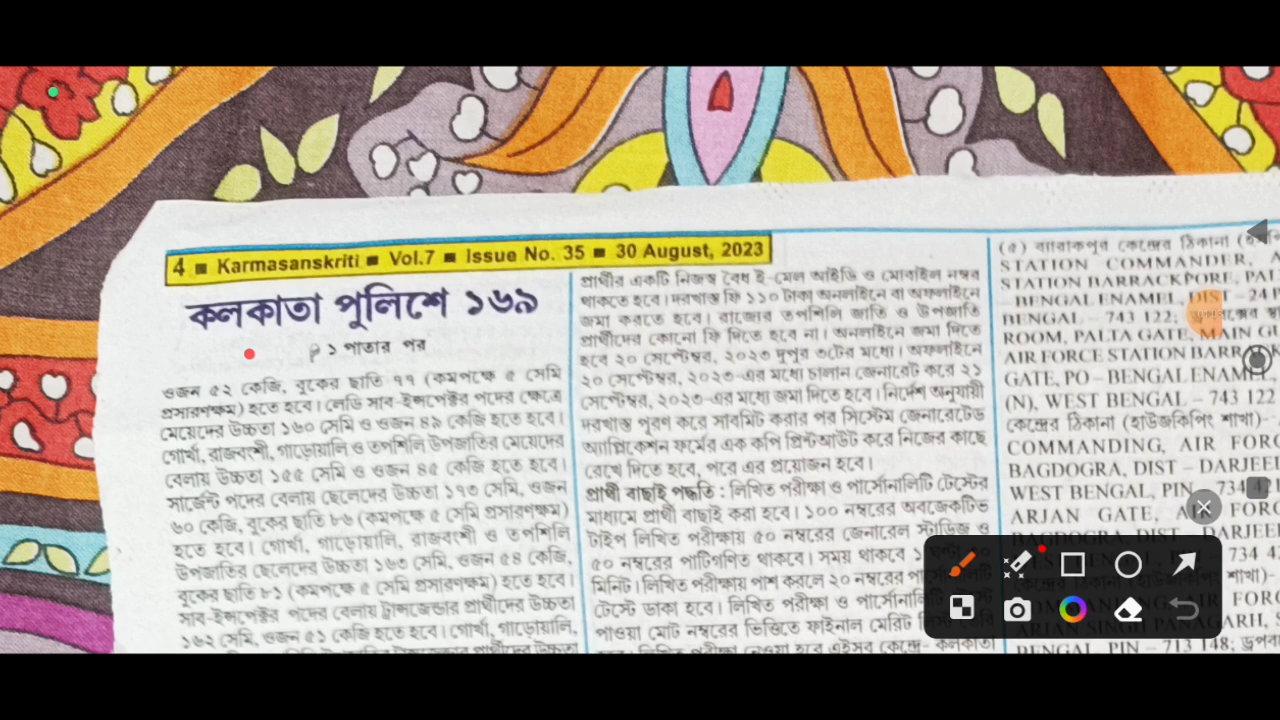 4 ■ Karmasanskriti ■ Vol.7 ■ Issue No. 35 ■ 30 August, 2023
কলকাতা পুলিশে ১৬৯
১ পাতার পর
ওজন ৫২ কেজি, বুকের ছাতি ৭৭ (কমপক্ষে ৫ সেমি
প্রসারণক্ষম) হতে হবে। লেডি সাব-ইন্সপেক্টর পদের ক্ষেত্রে
মেয়েদের উচ্চতা ১৬০ সেমি ও ওজন ৪৯ কেজি হতে হবে।
গোর্খা, রাজবংশী, গাড়োয়ালি ও তপশিলি উপজাতির মেয়েদের
বেলায় উচ্চতা ১৫৫ সেমি ও ওজন ৪৫ কেজি হতে হবে।
সার্জেন্ট পদের বেলায় ছেলেদের উচ্চতা ১৭৩ সেমি, ওজন
৬০ কেজি, বুকের ছাতি ৮৬ (কমপক্ষে ৫ সেমি প্রসারণক্ষম)
হতে হবে। গোর্খা, গাড়োয়ালি, রাজবংশী ও তপশিলি
উপজাতির ছেলেদের উচ্চতা ১৬৩ সেমি, ওজন ৫৪ কেজি,
বুকের ছাতি ৮১ (কমপক্ষে ৫ সেমি প্রসারণক্ষম) হতে হবে।
সাব-ইন্সপেক্টর পদের বেলায় ট্রান্সজেন্ডার প্রার্থীদের উচ্চতা
১৬২ সেমি, ওজন ৫১ কেজি হতে হবে। গোর্খা, গাড়োয়ালি,
প্রার্থীর একটি নিজস্ব বৈধ ই-মেল আইডি ও মোবাইল নম্বর
থাকতে হবে। দরখাস্ত ফি ১১০ টাকা অনলাইনে বা অফলাইনে
জমা করতে হবে। রাজ্যের তপশিলি জাতি ও উপজাতি
প্রার্থীদের কোনো ফি দিতে হবে না। অনলাইনে জমা দিতে
হবে ২০ সেপ্টেম্বর, ২০২৩ দুপুর ৩টের মধ্যে। অফলাইনে
২০ সেপ্টেম্বর, ২০২৩-এর মধ্যে চালান জেনারেট করে ২১
সেপ্টেম্বর, ২০২৩-এর মধ্যে জমা দিতে হবে। নির্দেশ অনুযায়ী
দরখাস্ত পূরণ করে সাবমিট করার পর সিস্টেম জেনারেটেড
অ্যাপ্লিকেশন ফর্মের এক কপি প্রিন্টআউট করে নিজের কাছে
রেখে দিতে হবে, পরে এর প্রয়োজন হবে।
প্রার্থী বাছাই পদ্ধতি : লিখিত পরীক্ষা ও পার্সোনালিটি টেস্টের
মাধ্যমে প্রার্থী বাছাই করা হবে। ১০০ নম্বরের অবজেকটিভ
টাইপ লিখিত পরীক্ষায় ৫০ নম্বরের জেনারেল স্টাডিজ ও
৫০ নম্বরের পাটিগণিত থাকবে। সময় থাকবে ১
মিনিট। লিখিত পরীক্ষায় পাশ করলে ২০ নম্বরের
টেস্টে ডাকা হবে। লিখিত পরীক্ষা ও
পাওয়া মোট নম্বরের ভিত্তিতে ফাইনাল মেরিট
(৫) ব্যারাকপুর কেন্দ্রের ঠিকানা
STATION COMMANDER,
STATION BARRACKPORE,
– BENGAL ENAMEL, DIST – 24
BENGAL – 743 122;
ROOM, PALTA GATE, MAIN
AIR FORCE STATION
GATE, PO – BENGAL ENAMEL,
(N), WEST BENGAL – 743 122
কেন্দ্রের ঠিকানা (হাউজকিপিং শাখা)-
COMMANDING, AIR
BAGDOGRA, DIST –
WEST BENGAL, PIN –
ARJAN GATE,
BAGDOGRA, DIST –
PIN – 713 148;